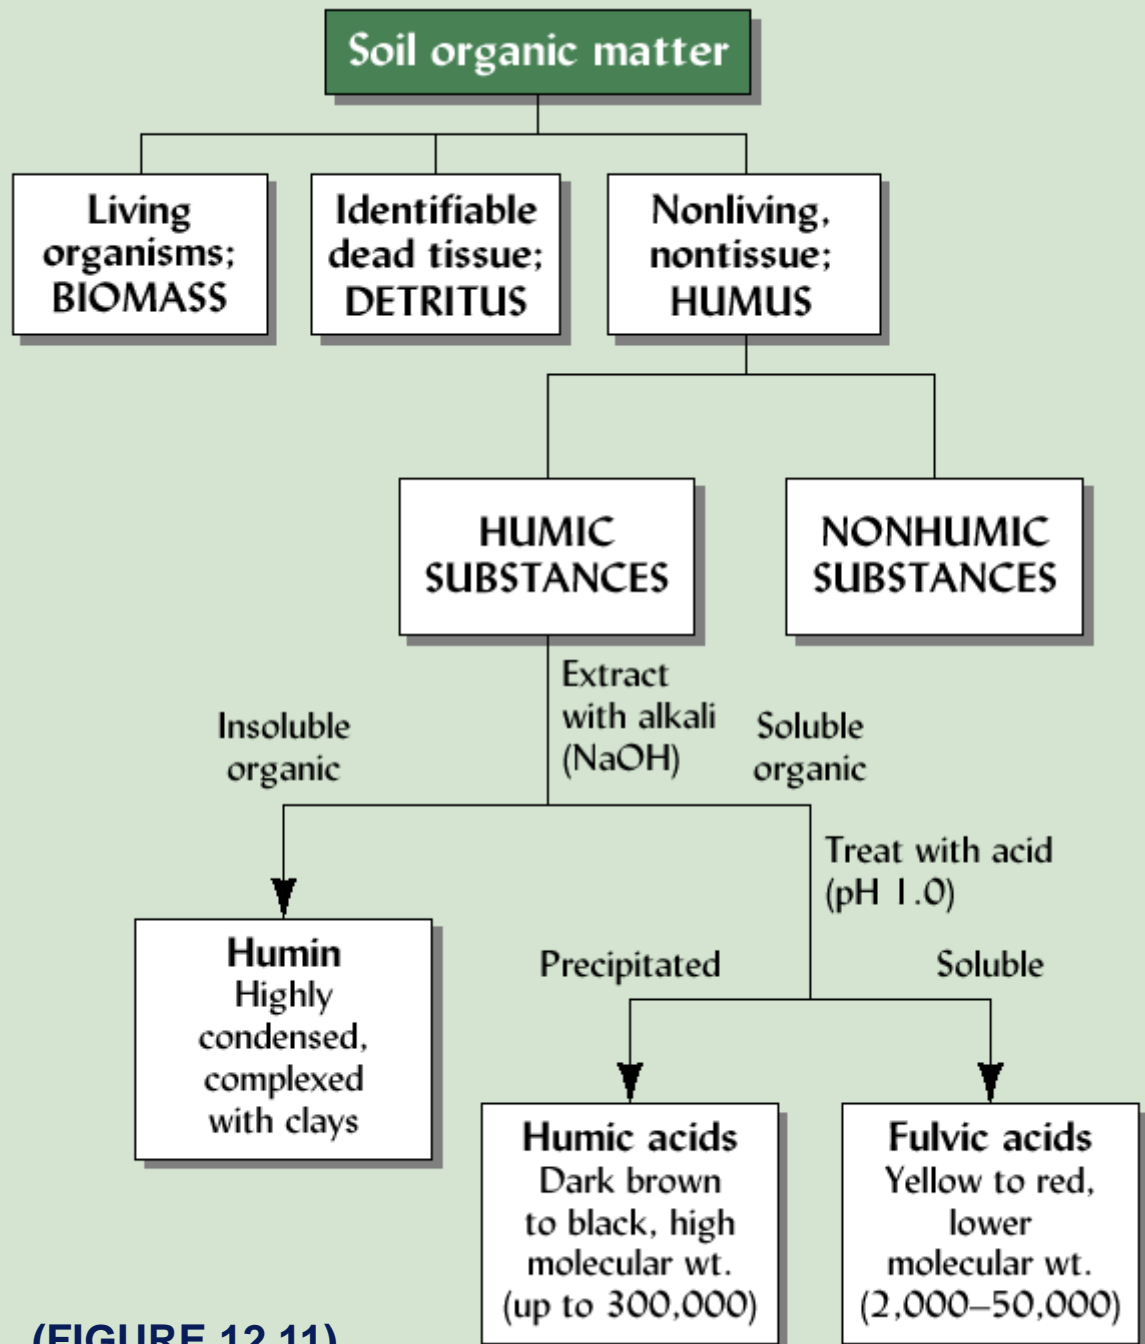 Soil organic matter
Living
organisms;
BIOMASS
Identifiable
dead tissue;
DETRITUS
Nonliving,
nontissue;
HUMUS
HUMIC
SUBSTANCES
NONHUMIC
SUBSTANCES
Extract
with alkali
(NaOH)
Insoluble
organic
Soluble
organic
Treat with acid
(pH 1.0)
Humin
Highly
condensed,
complexed
with clays
Precipitated
Soluble
Humic acids
Dark brown
to black, high
molecular wt.
(up to 300,000)
Fulvic acids
Yellow to red,
lower
molecular wt.
(2,000–50,000)
(FIGURE 12.11)